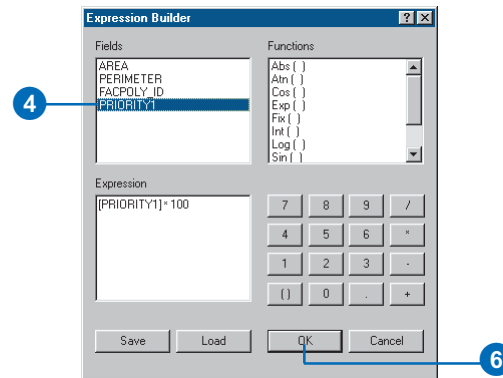 Expression Builder
? X
Fields
Functions
AREA
PERIMETER
FACPOLY_ID
PRIORITY1
Abs ( )
Atn ( )
Cos ( )
Exp ( )
Fix ( )
Int ( )
Log ( )
Sin ( )
4
Expression
[PRIORITY1] * 100
7 8 9 /
4 5 6 *
1 2 3 -
( ) 0 . +
Save Load OK Cancel
6